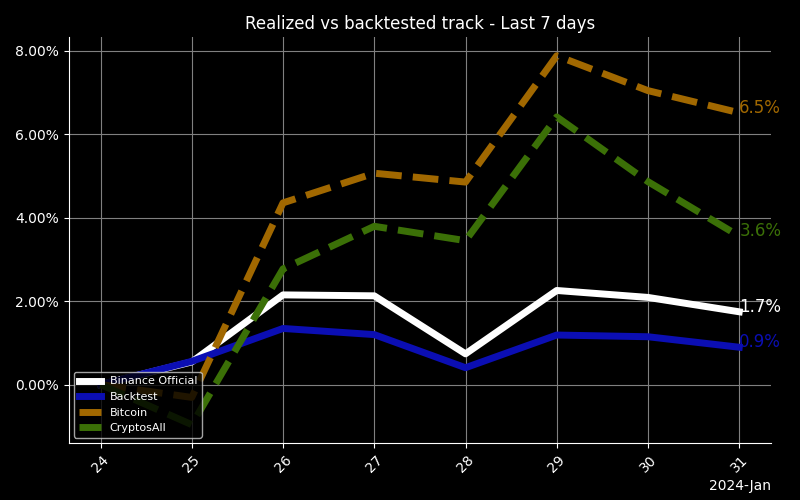 Realized vs backtested track - Last 7 days
8.00%
6.00%
4.00%
2.00%
0.00%
6.5%
3.6%
1.7%
0.9%
Binance Official
Backtest
Bitcoin
CryptosAll
24 25 26 27 28 29 30 31
2024-Jan